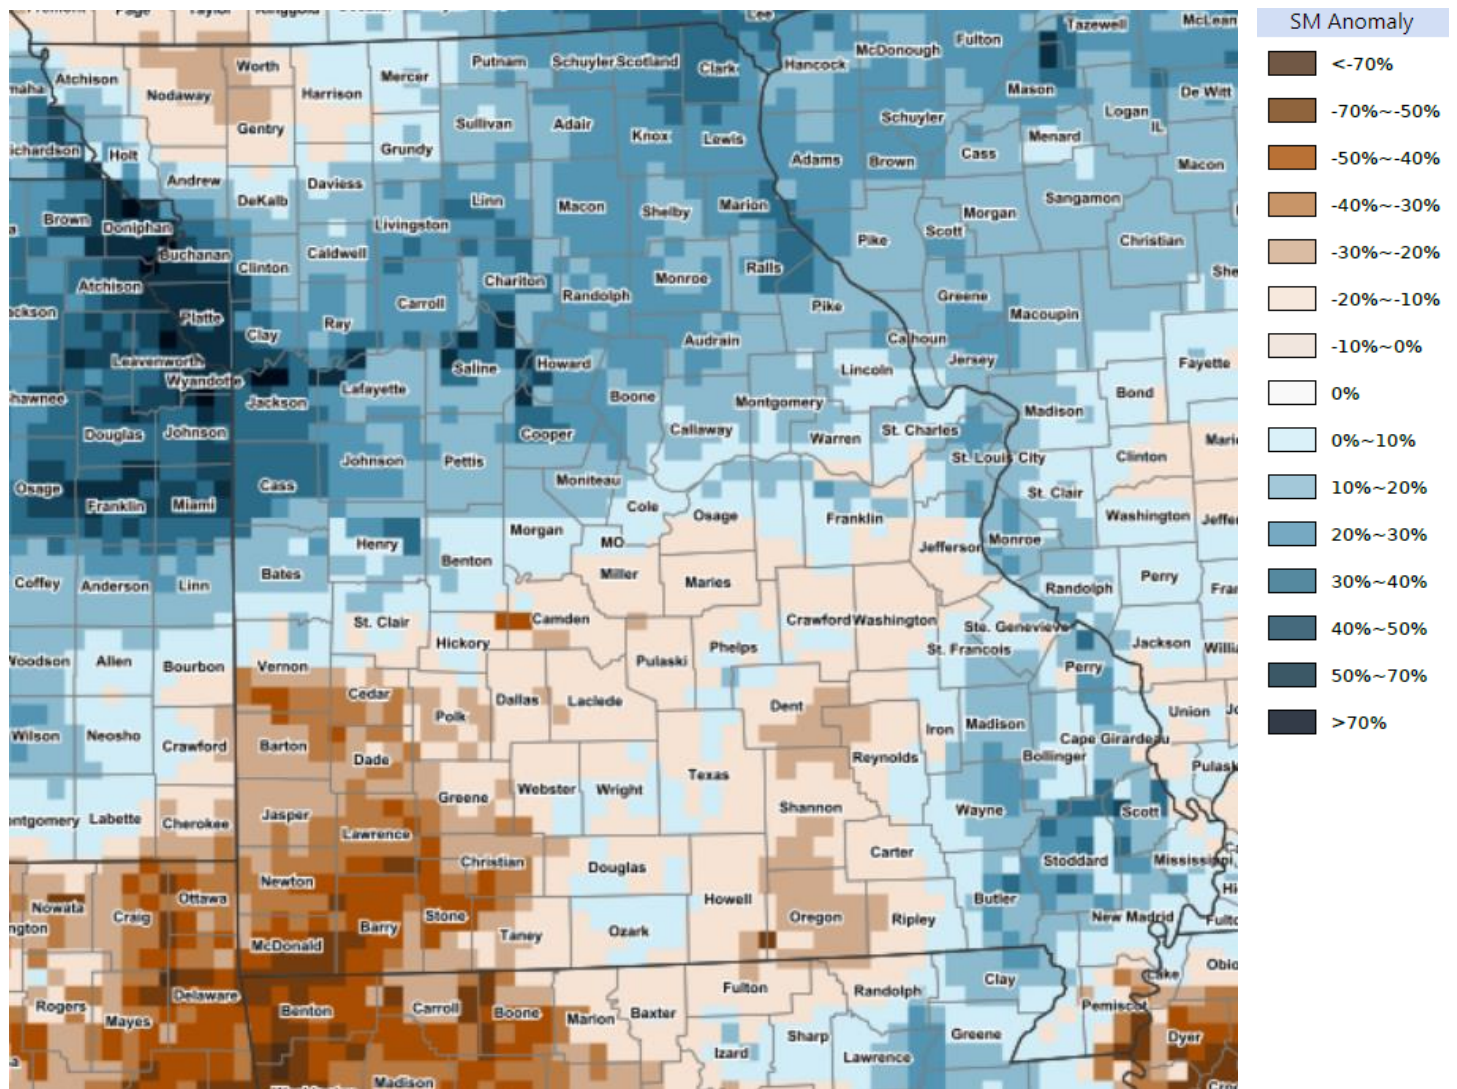 Taylor
Page
Lee
Tazewell
McLean
SM Anomaly
<-70%
-70%~-50%
-50%~-40%
-40%~-30%
-30%~-20%
-20%~-10%
-10%~0%
0%
0%~10%
10%~20%
20%~30%
30%~40%
40%~50%
50%~70%
>70%
Atchison
Worth
Mercer
Putnam
Schuyler
Scotland
Clark
Hancock
McDonough
Fulton
Nodaway
Harrison
Mason
De Witt
Gentry
Sullivan
Adair
Knox
Lewis
Schuyler
Logan
IL
Menard
Holt
Grundy
Adams
Brown
Cass
Macon
Andrew
Daviess
DeKalb
Linn
Macon
Shelby
Marion
Morgan
Sangamon
Brown
Doniphan
Livingston
Pike
Scott
Christian
Buchanan
Clinton
Caldwell
Chariton
Monroe
Ralls
Atchison
Carroll
Randolph
Pike
Greene
Macoupin
Platte
Clay
Ray
Audrain
Calhoun
Jersey
Leavenworth
Saline
Howard
Lincoln
Fayette
Wyandotte
Lafayette
Boone
Montgomery
Bond
Jackson
Madison
Douglas
Johnson
Cooper
Callaway
Warren
St. Charles
Johnson
Pettis
St. Louis City
Clinton
Osage
Cass
Moniteau
St. Clair
Franklin
Miami
Cole
Osage
Franklin
Washington
Henry
Morgan
MO
Jefferson
Monroe
Benton
Coffey
Anderson
Linn
Bates
Miller
Maries
Randolph
Perry
St. Clair
Camden
Crawford
Washington
Ste. Genevieve
Hickory
Phelps
St. Francois
Jackson
Woodson
Allen
Bourbon
Vernon
Pulaski
Perry
Cedar
Dallas
Laclede
Dent
Union
Wilson
Neosho
Crawford
Barton
Polk
Iron
Madison
Cape Girardeau
Dade
Texas
Reynolds
Bollinger
Greene
Webster
Wright
Labette
Cherokee
Jasper
Lawrence
Shannon
Wayne
Scott
Christian
Douglas
Carter
Stoddard
Mississippi
Newton
Nowata
Craig
Ottawa
Barry
Stone
Howell
Oregon
Ripley
Butler
New Madrid
McDonald
Taney
Ozark
Lake
Rogers
Mayes
Delaware
Benton
Carroll
Boone
Marion
Baxter
Fulton
Randolph
Clay
Pemiscot
Sharp
Greene
Dyer
Izard
Lawrence
Madison